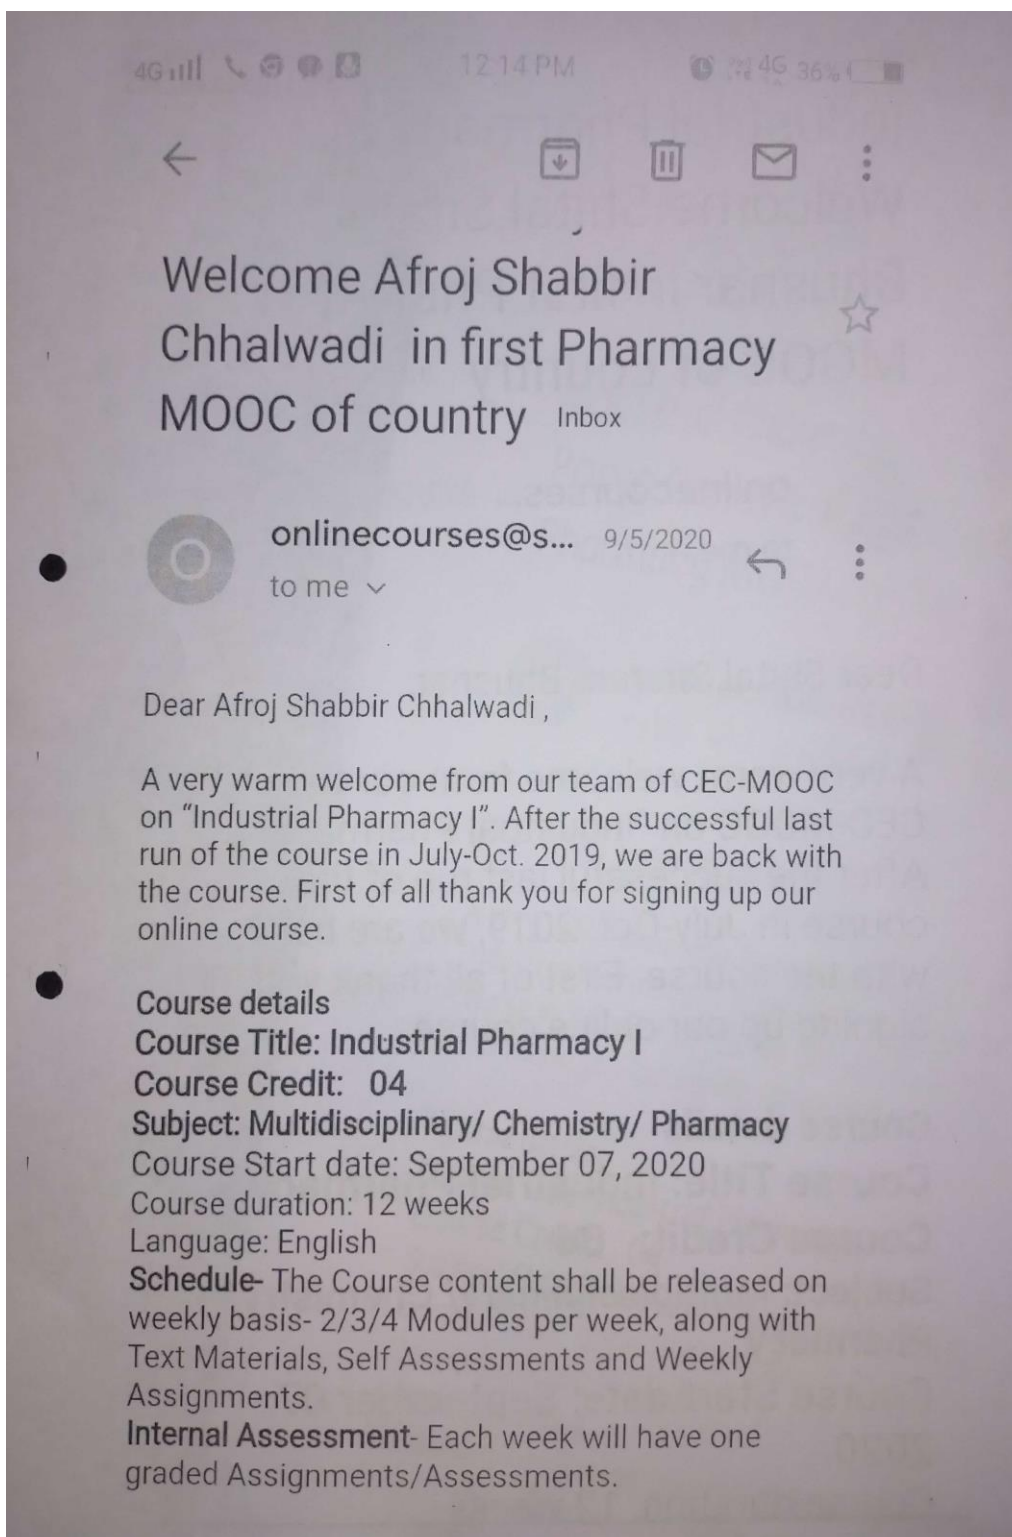 4G 12:14 PM 4G 36%
Welcome Afroj Shabbir
Chhalwadi in first Pharmacy
MOOC of country Inbox
O
onlinecourses@s... 9/5/2020
to me
Dear Afroj Shabbir Chhalwadi ,
A very warm welcome from our team of CEC-MOOC
on “Industrial Pharmacy I”. After the successful last
run of the course in July-Oct. 2019, we are back with
the course. First of all thank you for signing up our
online course.
Course details
Course Title: Industrial Pharmacy I
Course Credit: 04
Subject: Multidisciplinary/ Chemistry/ Pharmacy
Course Start date: September 07, 2020
Course duration: 12 weeks
Language: English
Schedule- The Course content shall be released on
weekly basis- 2/3/4 Modules per week, along with
Text Materials, Self Assessments and Weekly
Assignments.
Internal Assessment- Each week will have one
graded Assignments/Assessments.